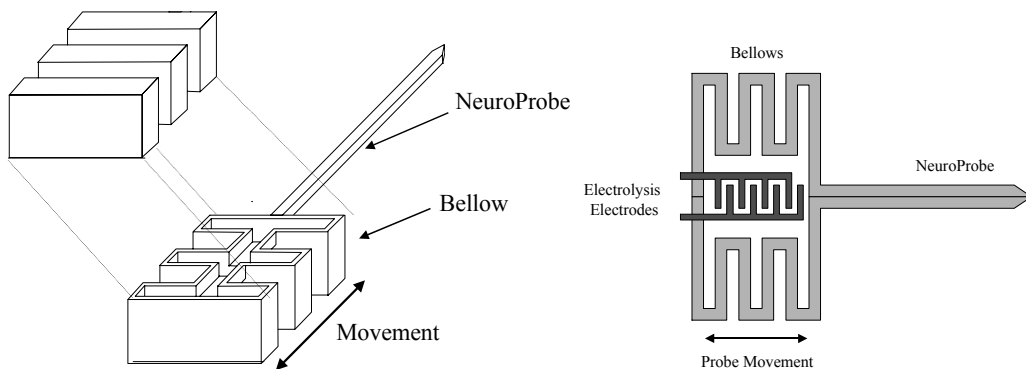 NeuroProbe
Bellow
Movement
Bellows
NeuroProbe
Electrolysis
Electrodes
Probe Movement